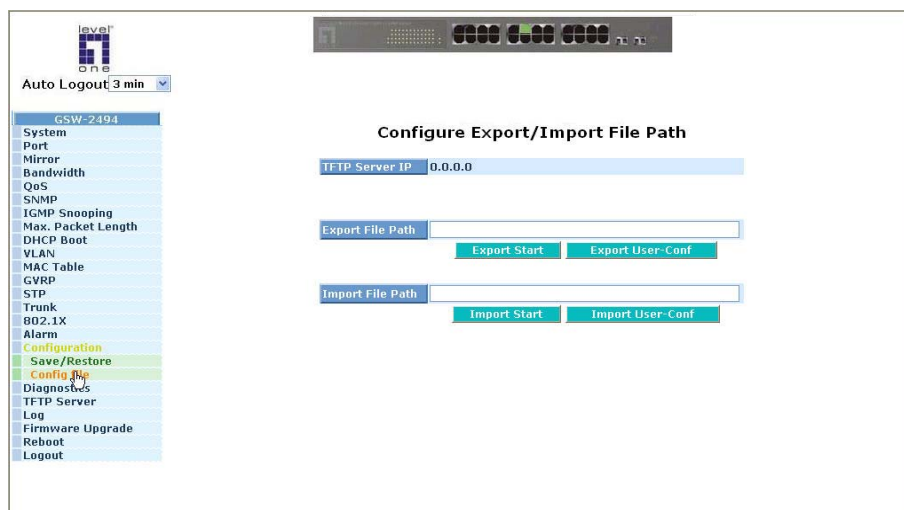 level
one
Auto Logout 3 min
GSW-2494
System
Port
Mirror
Bandwidth
QoS
SNMP
IGMP Snooping
Max. Packet Length
DHCP Boot
VLAN
MAC Table
GVRP
STP
Trunk
802.1X
Alarm
Configuration
Save/Restore
Config file
Diagnostics
TFTP Server
Log
Firmware Upgrade
Reboot
Logout
Configure Export/Import File Path
TFTP Server IP 0.0.0.0
Export File Path
Export Start Export User-Conf
Import File Path
Import Start Import User-Conf